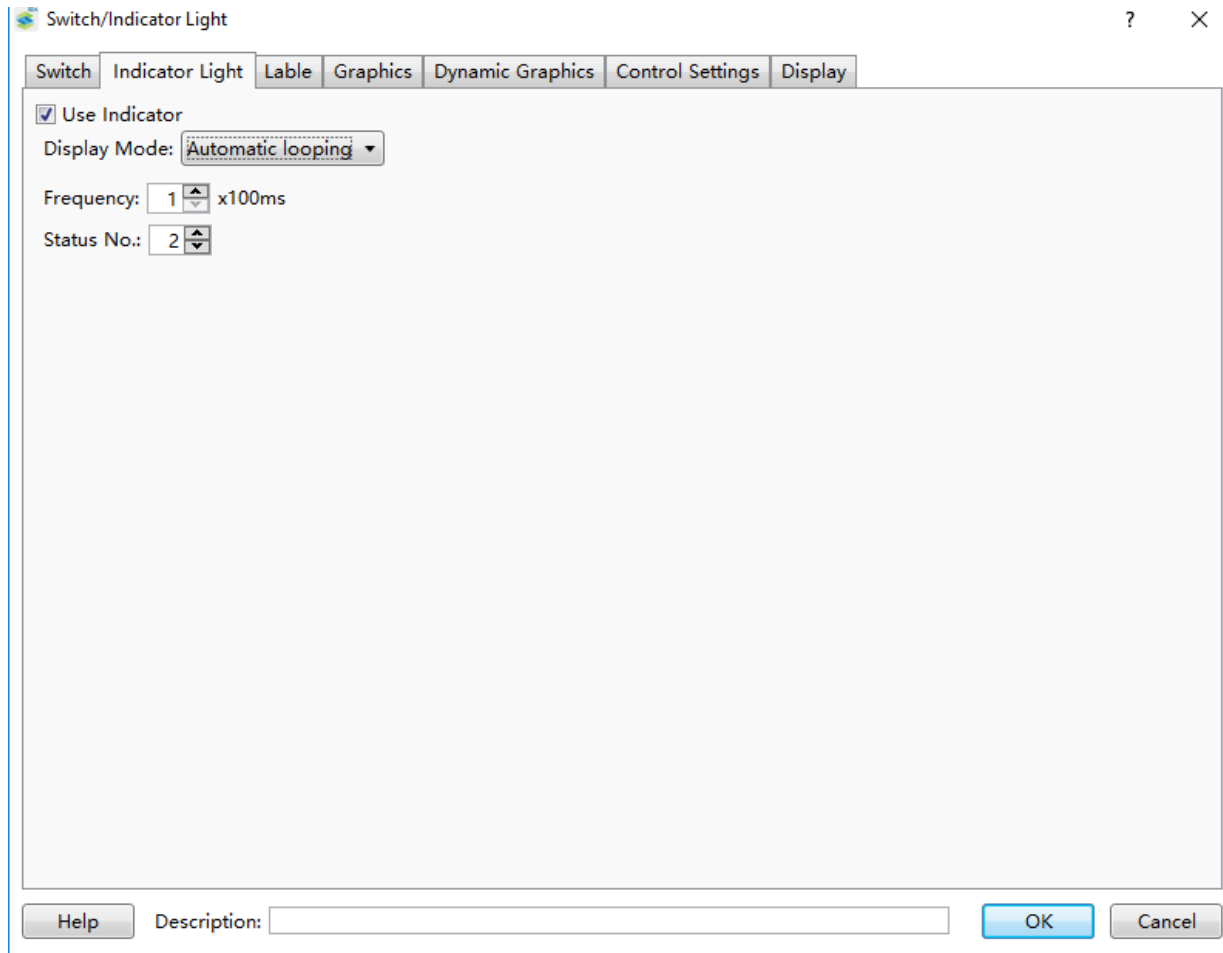 Switch/Indicator Light ?
Switch Indicator Light Lable Graphics Dynamic Graphics Control Settings Display
Use Indicator
Display Mode: Automatic looping
Frequency: 1 x100ms
Status No.: 2
Help Description: OK Cancel